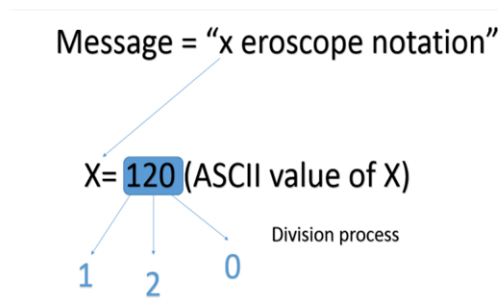 Message = “x eroscope notation”
X= 120 (ASCII value of X)
Division process
1 2 0